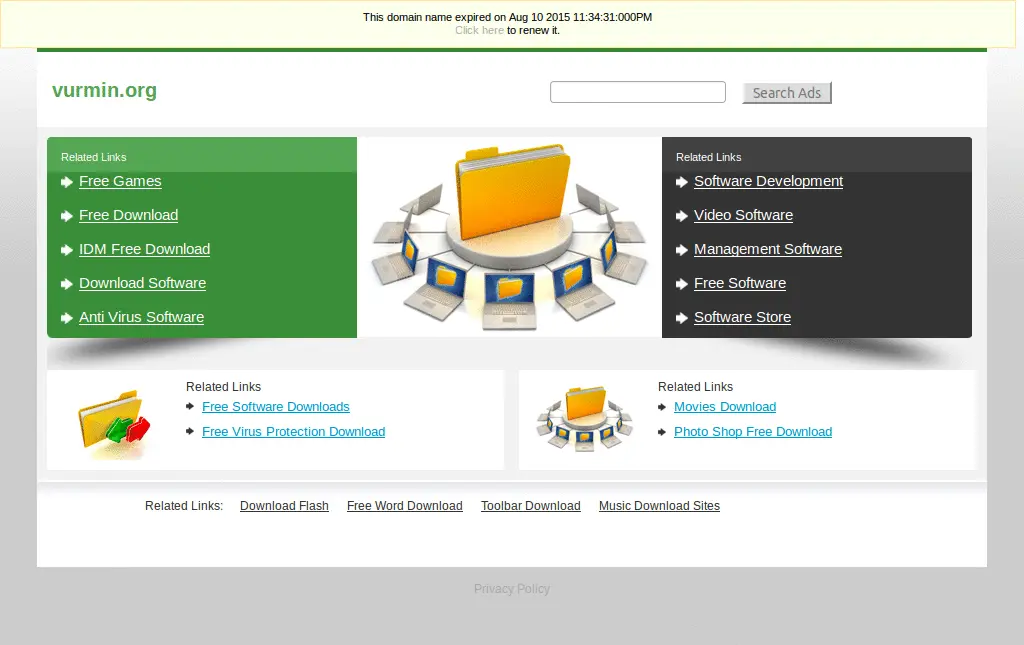 This domain name expired on Aug 10 2015 11:34:31:000PM
Click here to renew it.
vurmin.org
Search Ads
Related Links
Free Games
Free Download
IDM Free Download
Download Software
Anti Virus Software
Related Links
Software Development
Video Software
Management Software
Free Software
Software Store
Related Links
Free Software Downloads
Free Virus Protection Download
Related Links
Movies Download
Photo Shop Free Download
Related Links: Download Flash Free Word Download Toolbar Download Music Download Sites
Privacy Policy